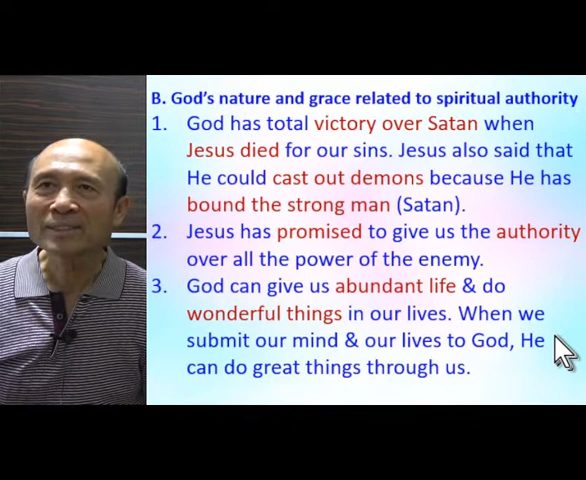 B. God's nature and grace related to spiritual authority
1. God has total victory over Satan when
Jesus died for our sins. Jesus also said that
He could cast out demons because He has
bound the strong man (Satan).
2. Jesus has promised to give us the authority
over all the power of the enemy.
3. God can give us abundant life & do
wonderful things in our lives. When we
submit our mind & our lives to God, He
can do great things through us.